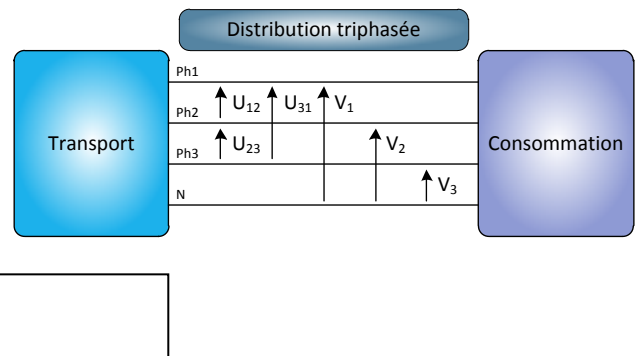 Distribution triphasée
Ph1
U12 U31 V1
Ph2
Transport
U23 V2
Consommation
Ph3
V3
N